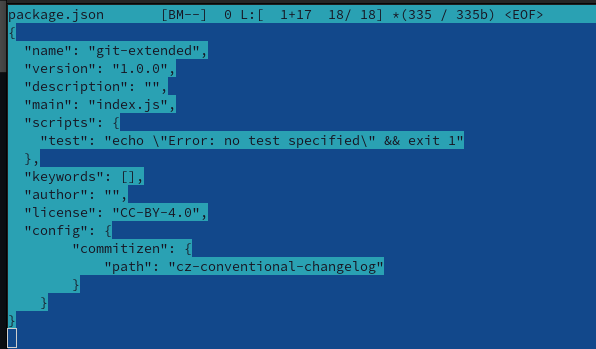 package.json       [BM--]  0 L:[  1+17  18/ 18] *(335 / 335b) <EOF>
{
  "name": "git-extended",
  "version": "1.0.0",
  "description": "",
  "main": "index.js",
  "scripts": {
    "test": "echo \"Error: no test specified\" && exit 1"
  },
  "keywords": [],
  "author": "",
  "license": "CC-BY-4.0",
  "config": {
        "commitizen": {
            "path": "cz-conventional-changelog"
        }
    }
}